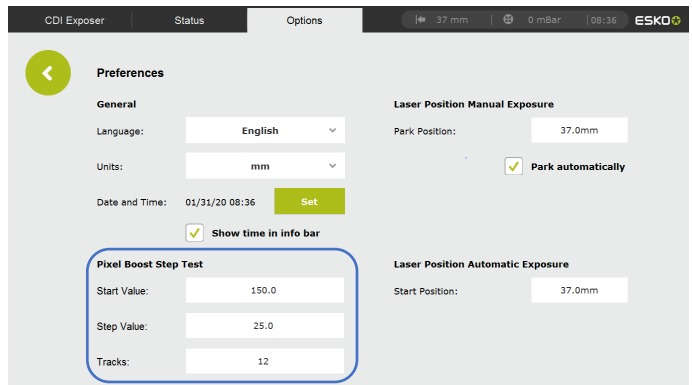 CDI Exposer Status Options 37 mm 0 mBar 08:36 ESKO
Preferences
General
Language: English
Units: mm
Date and Time: 01/31/20 08:36 Set
Show time in info bar
Pixel Boost Step Test
Start Value: 150.0
Step Value: 25.0
Tracks: 12
Laser Position Manual Exposure
Park Position: 37.0mm
Park automatically
Laser Position Automatic Exposure
Start Position: 37.0mm